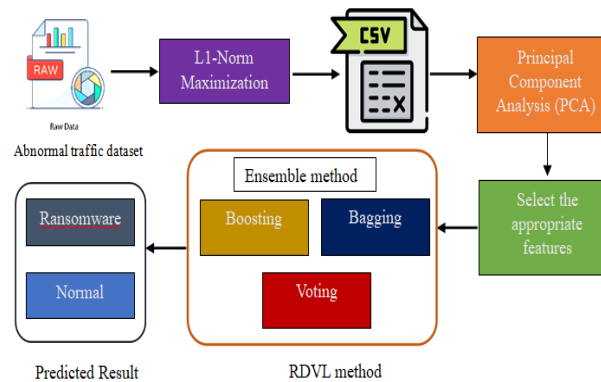 RAW
Raw Data
Abnormal traffic dataset
L1-Norm
Maximization
CSV
Principal
Component
Analysis (PCA)
Select the
appropriate
features
Ensemble method
Boosting
Bagging
Voting
RDVL method
Ransomware
Normal
Predicted Result